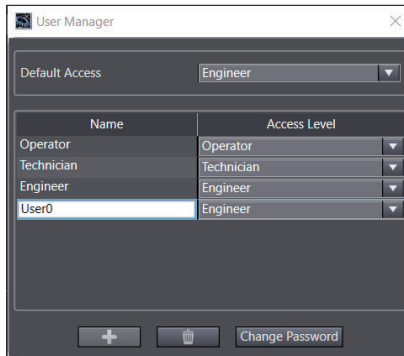 User Manager
Default Access Engineer
Name Access Level
Operator Operator
Technician Technician
Engineer Engineer
User0 Engineer
Change Password